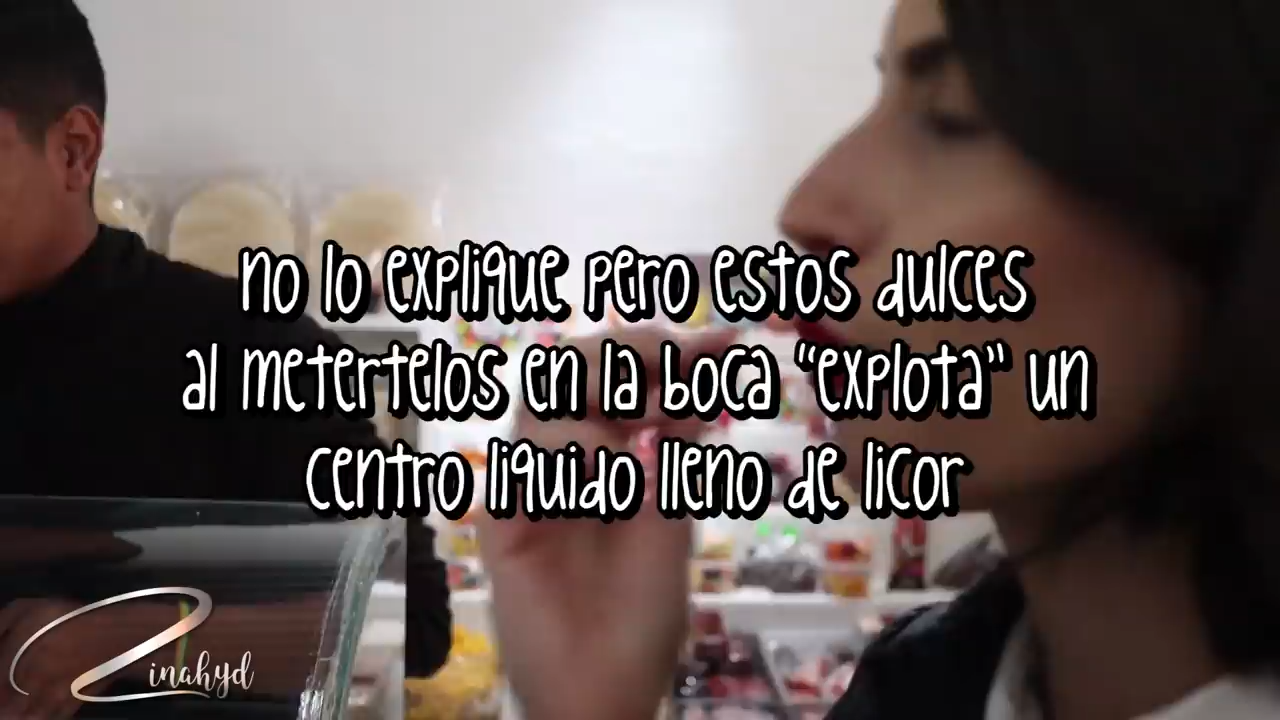 no lo explique pero estos dulces
al metertelos en la boca "explota" un
centro liquido lleno de licor
Zinahyd